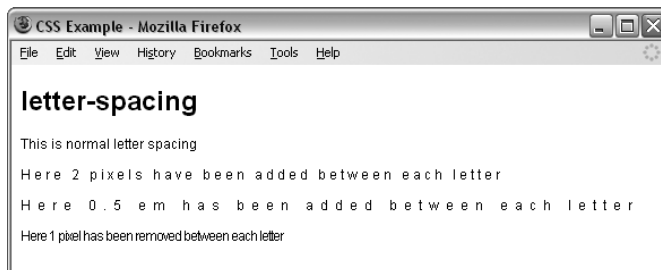 CSS Example - Mozilla Firefox
File Edit View History Bookmarks Tools Help
letter-spacing
This is normal letter spacing
Here 2 pixels have been added between each letter
Here 0.5 em has been added between each letter
Here 1 pixel has been removed between each letter